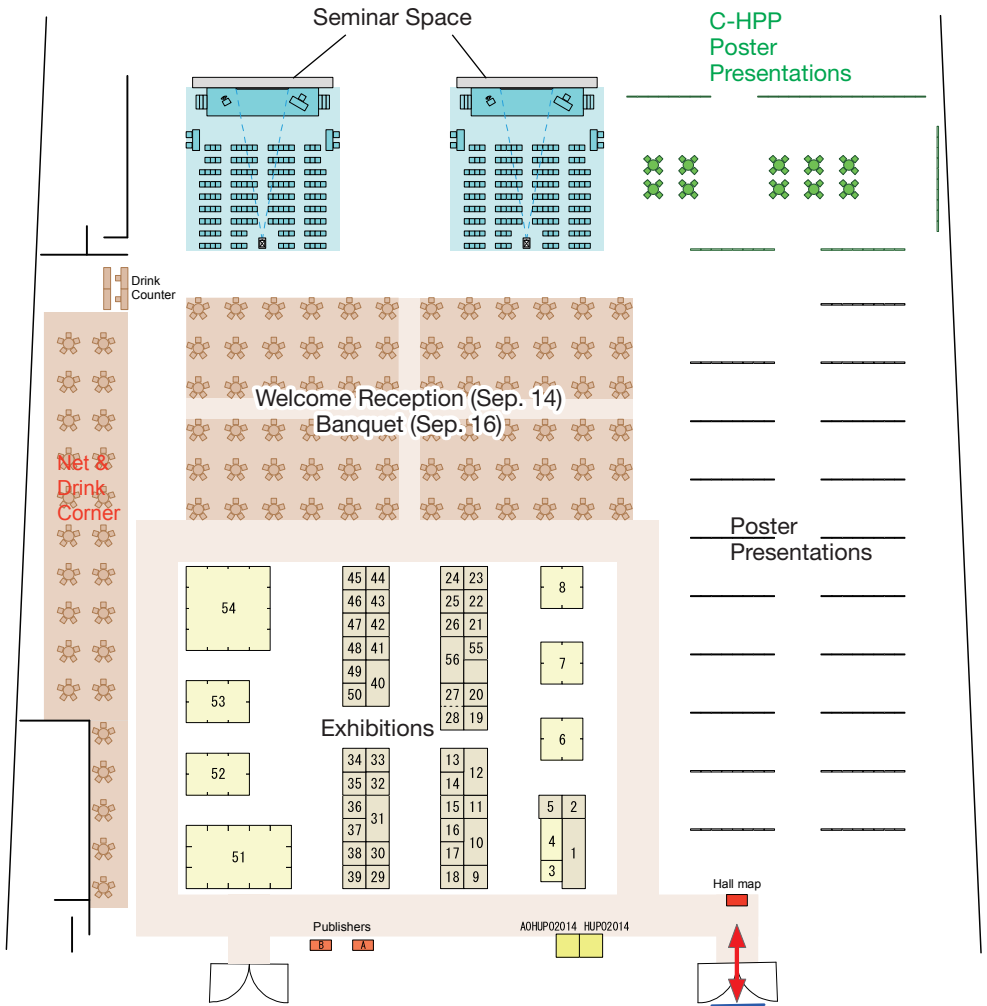 Seminar Space
C-HPP
Poster
Presentations
Drink
Counter
Welcome Reception (Sep. 14)
Banquet (Sep. 16)
Net &
Drink
Corner
Poster
Presentations
54
45 44
46 43
47 42
48 41
49
40
50
24 23
25 22
26 21
55
56
27 20
28 19
8
7
6
53
52
51
Exhibitions
34 33
35 32
36
31
37
38 30
39 29
13
12
14
15 11
16
10
17
18 9
5 2
4
1
3
Hall map
Publishers
B A
AOHUPO2014 HUPO2014